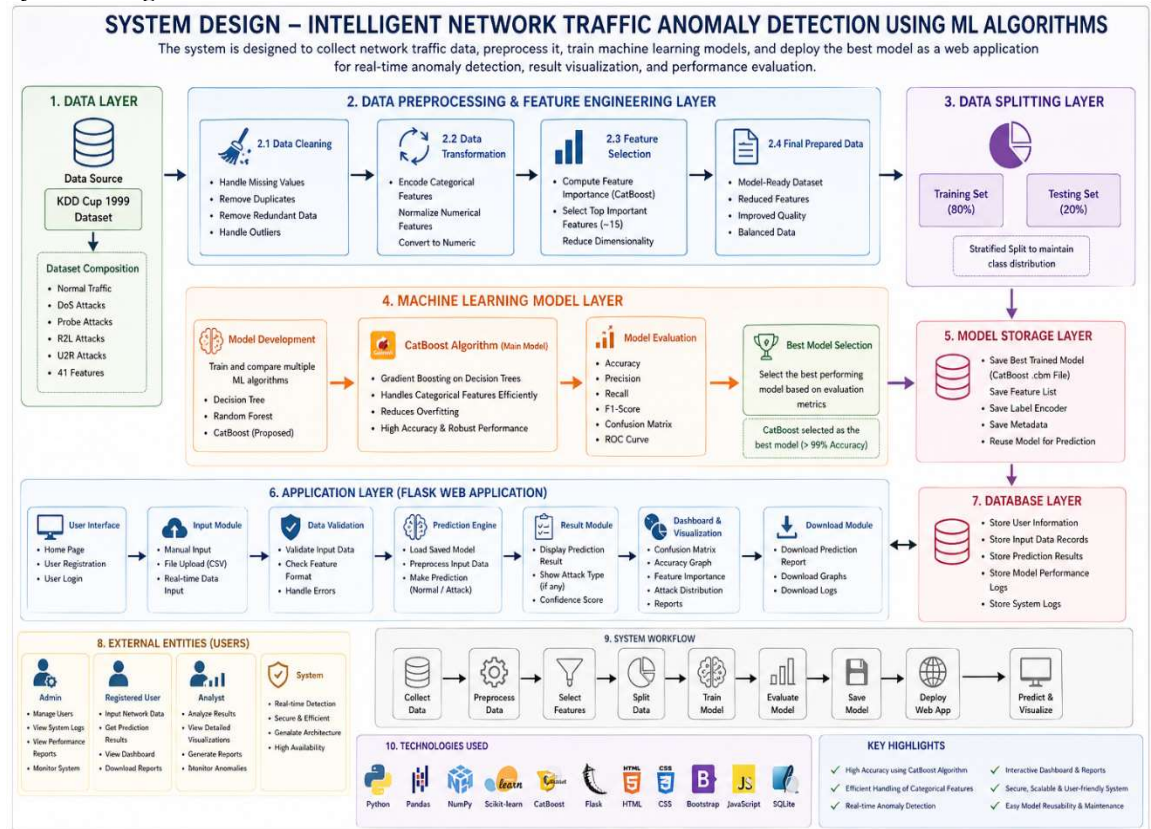 SYSTEM DESIGN – INTELLIGENT NETWORK TRAFFIC ANOMALY DETECTION USING ML ALGORITHMS
The system is designed to collect network traffic data, preprocess it, train machine learning models, and deploy the best model as a web application
for real-time anomaly detection, result visualization, and performance evaluation.
1. DATA LAYER
Data Source
KDD Cup 1999
Dataset
Dataset Composition
• Normal Traffic
• DoS Attacks
• Probe Attacks
• R2L Attacks
• U2R Attacks
• 41 Features
2. DATA PREPROCESSING & FEATURE ENGINEERING LAYER
2.1 Data Cleaning
• Handle Missing Values
• Remove Duplicates
• Remove Redundant Data
• Handle Outliers
2.2 Data
Transformation
• Encode Categorical
Features
Normalize Numerical
Features
Convert to Numeric
2.3 Feature
Selection
• Compute Feature
Importance (CatBoost)
• Select Top Important
Features (~15)
Reduce Dimensionality
2.4 Final Prepared Data
• Model-Ready Dataset
• Reduced Features
• Improved Quality
• Balanced Data
3. DATA SPLITTING LAYER
Training Set
(80%)
Testing Set
(20%)
Stratified Split to maintain
class distribution
4. MACHINE LEARNING MODEL LAYER
Model Development
Train and compare multiple
ML algorithms
• Decision Tree
• Random Forest
• CatBoost (Proposed)
CatBoost Algorithm (Main Model)
• Gradient Boosting on Decision Trees
• Handles Categorical Features Efficiently
• Reduces Overfitting
• High Accuracy & Robust Performance
Model Evaluation
• Accuracy
• Precision
• Recall
• F1-Score
• Confusion Matrix
• ROC Curve
Best Model Selection
Select the best performing
model based on evaluation
metrics
CatBoost selected as the
best model (> 99% Accuracy)
5. MODEL STORAGE LAYER
• Save Best Trained Model
(CatBoost .cbm File)
Save Feature List
• Save Label Encoder
• Save Metadata
• Reuse Model for Prediction
6. APPLICATION LAYER (FLASK WEB APPLICATION)
User Interface
• Home Page
• User Registration
• User Login
Input Module
• Manual Input
• File Upload (CSV)
• Real-time Data
Input
Data Validation
• Validate Input Data
• Check Feature
Format
• Handle Errors
Prediction Engine
• Load Saved Model
• Preprocess Input Data
• Make Prediction
(Normal / Attack)
Result Module
• Display Prediction
Result
• Show Attack Type
(if any)
• Confidence Score
Dashboard &
Visualization
• Confusion Matrix
• Accuracy Graph
• Feature Importance
• Attack Distribution
• Reports
Download Module
• Download Prediction
Report
• Download Graphs
• Download Logs
7. DATABASE LAYER
• Store User Information
• Store Input Data Records
• Store Prediction Results
• Store Model Performance
Logs
• Store System Logs
8. EXTERNAL ENTITIES (USERS)
Admin
• Manage Users
• View System Logs
• View Performance
Reports
• Monitor System
Registered User
• Input Network Data
• Get Prediction
Results
• View Dashboard
• Download Reports
Analyst
• Analyze Results
• View Detailed
Visualizations
• Generate Reports
• Monitor Anomalies
System
• Real-time Detection
• Secure & Efficient
• Genalate Architecture
• High Availability
9. SYSTEM WORKFLOW
Collect
Data
Preprocess
Data
Select
Features
Split
Data
Train
Model
Evaluate
Model
Save
Model
Deploy
Web App
Predict &
Visualize
10. TECHNOLOGIES USED
Python
Pandas
NumPy
learn
Scikit-learn
CatBoost
Flask
HTML
5
HTML
CSS
3
CSS
B
Bootstrap
JS
JavaScript
SQLite
KEY HIGHLIGHTS
✓ High Accuracy using CatBoost Algorithm
✓ Efficient Handling of Categorical Features
✓ Real-time Anomaly Detection
✓ Interactive Dashboard & Reports
✓ Secure, Scalable & User-friendly System
✓ Easy Model Reusability & Maintenance